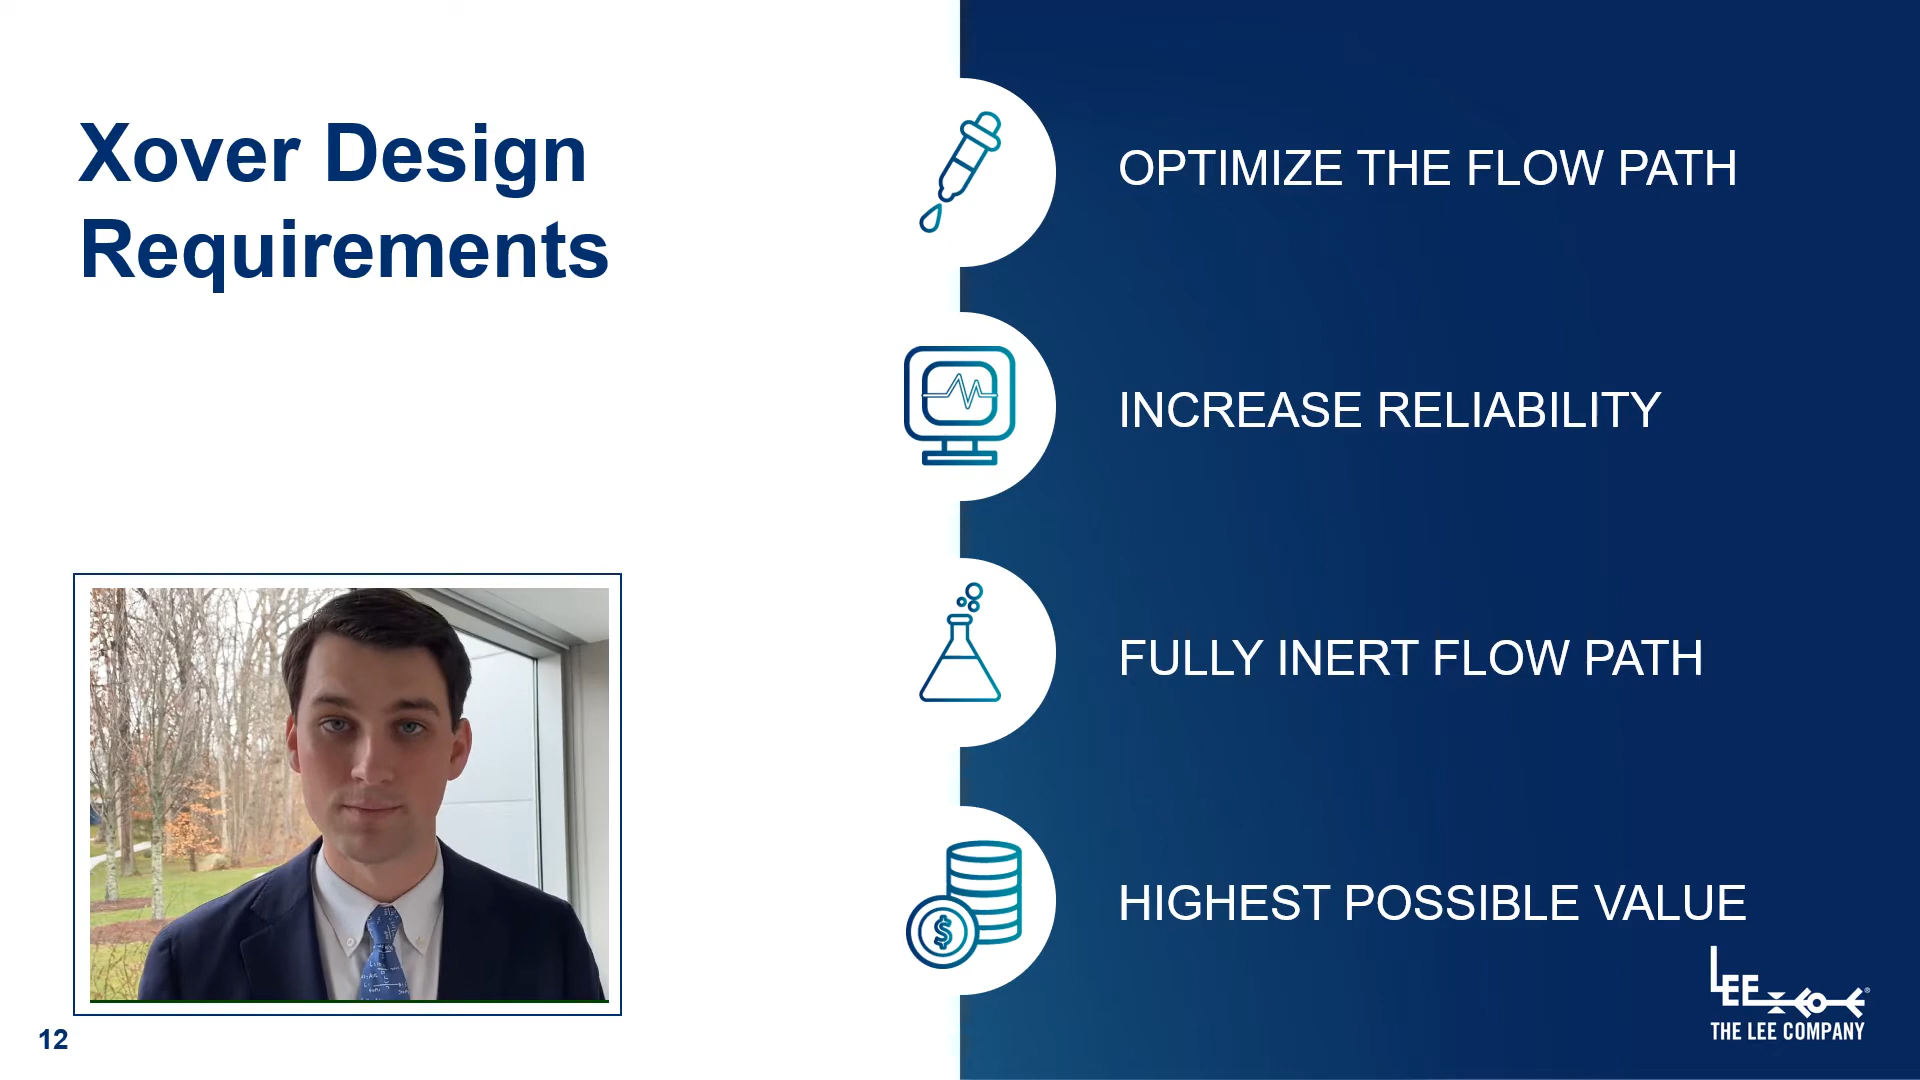 Xover Design
Requirements
OPTIMIZE THE FLOW PATH
INCREASE RELIABILITY
FULLY INERT FLOW PATH
$
HIGHEST POSSIBLE VALUE
LEE
®
THE LEE COMPANY
12